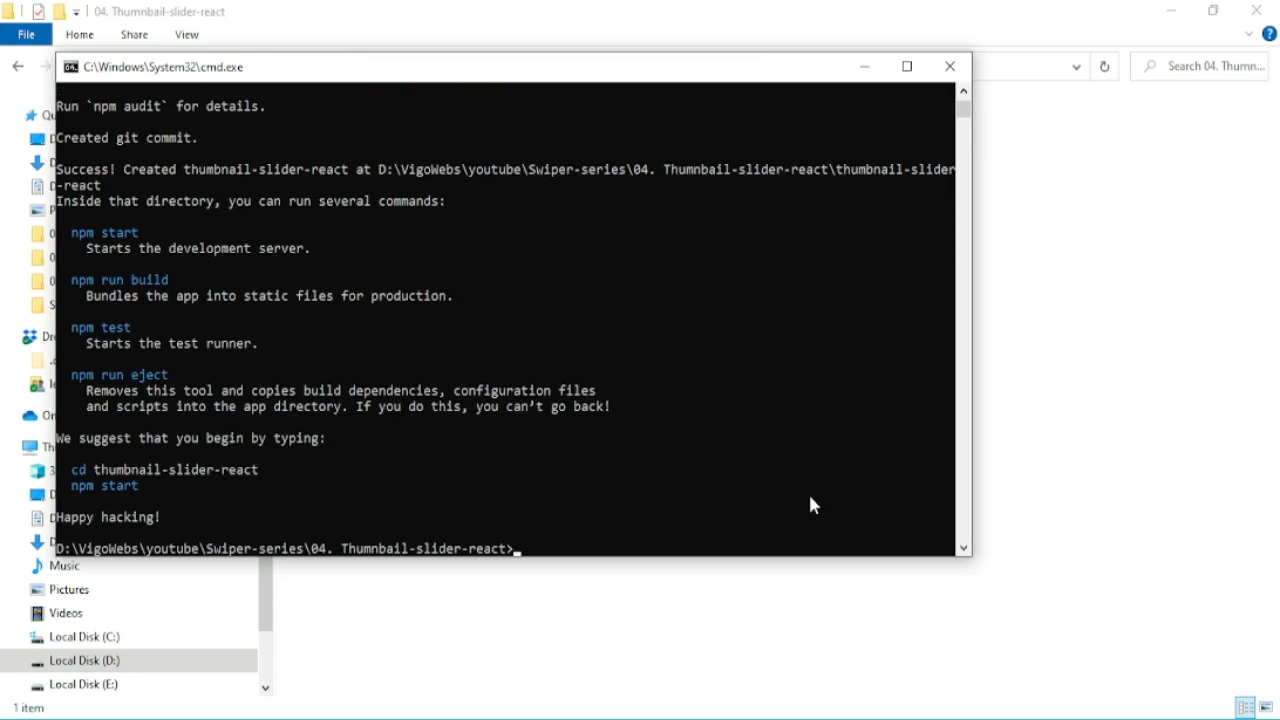 04. Thumnbail-slider-react
File
Home
Share
View
C:\Windows\System32\cmd.exe
Search 04. Thumn...
Run `npm audit` for details.
Created git commit.
Success! Created thumbnail-slider-react at D:\VigoWebs\youtube\Swiper-series\04. Thumnbail-slider-react\thumbnail-slider
-react
Inside that directory, you can run several commands:
npm start
Starts the development server.
npm run build
Bundles the app into static files for production.
npm test
Starts the test runner.
npm run eject
Removes this tool and copies build dependencies, configuration files
and scripts into the app directory. If you do this, you can't go back!
We suggest that you begin by typing:
cd thumbnail-slider-react
npm start
Happy hacking!
D:\VigoWebs\youtube\Swiper-series\04. Thumnbail-slider-react>
Music
Pictures
Videos
Local Disk (C:)
Local Disk (D:)
Local Disk (E:)
1 item